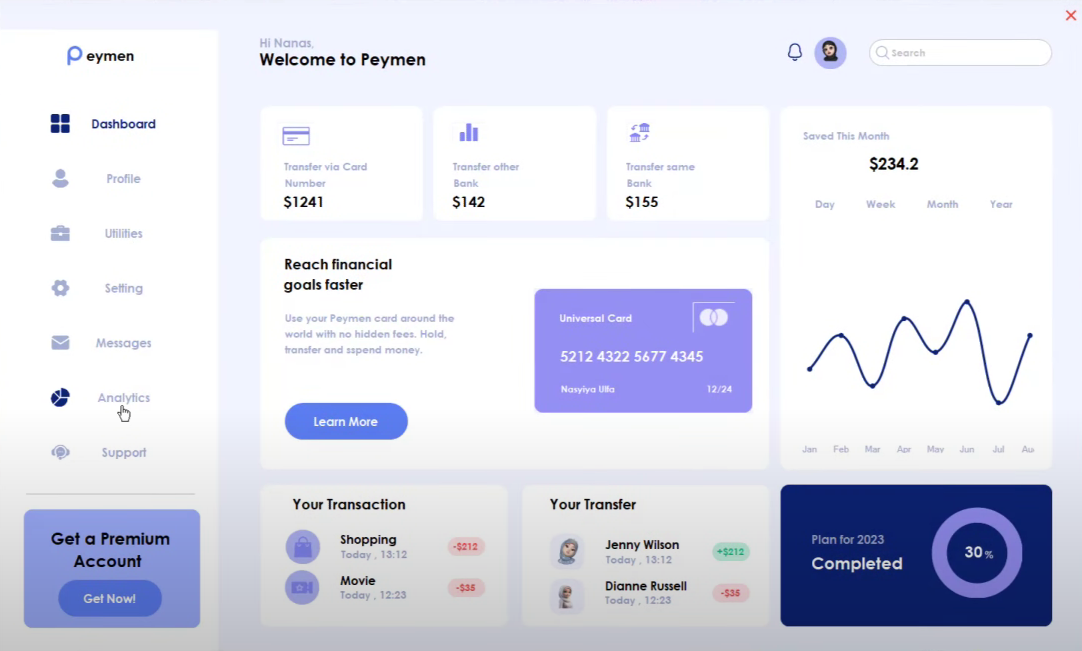 Peymen
Dashboard
Profile
Utilities
Setting
Messages
Analytics
Support
Get a Premium
Account
Get Now!
Hi Nanas,
Welcome to Peymen
Search
Transfer via Card
Number
$1241
Transfer other
Bank
$142
Transfer same
Bank
$155
Saved This Month
$234.2
Day Week Month Year
Jan Feb Mar Apr May Jun Jul Au
Reach financial
goals faster
Use your Peymen card around the
world with no hidden fees. Hold,
transfer and sspend money.
Learn More
Universal Card
5212 4322 5677 4345
Nasyiya Ulfa 12/24
Your Transaction
Shopping
Today , 13:12
-$212
Movie
Today , 12:23
-$35
Your Transfer
Jenny Wilson
Today , 13:12
+$212
Dianne Russell
Today , 12:23
-$35
Plan for 2023
Completed
30%